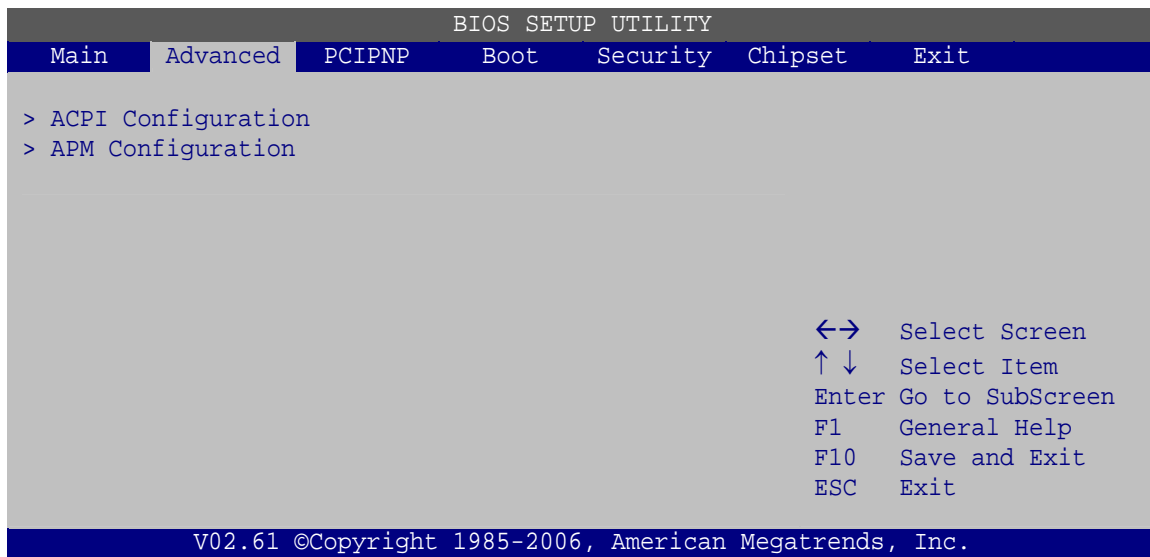 BIOS SETUP UTILITY
Main Advanced PCIPNP Boot Security Chipset Exit
> ACPI Configuration
> APM Configuration
←→ Select Screen
↑↓ Select Item
Enter Go to SubScreen
F1 General Help
F10 Save and Exit
ESC Exit
V02.61 ©Copyright 1985-2006, American Megatrends, Inc.